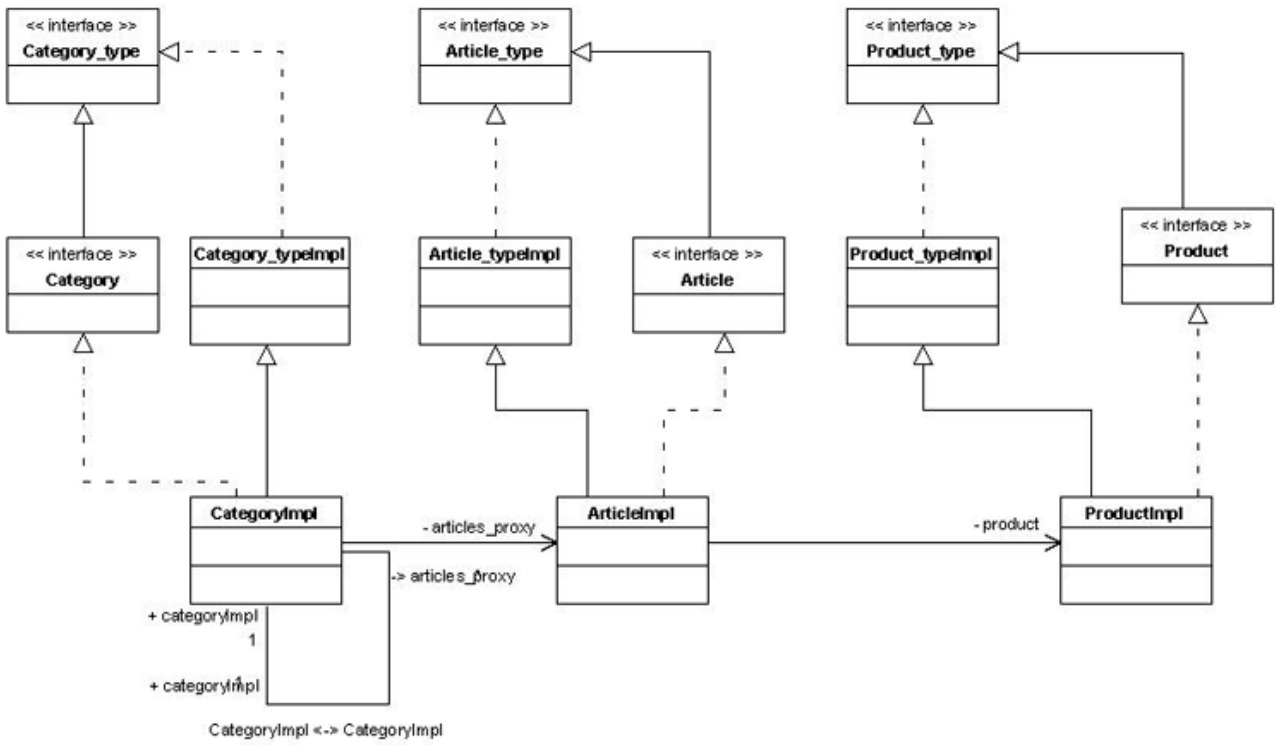 << interface >>
Category_type
<< interface >>
Article_type
<< interface >>
Product_type
<< interface >>
Category
Category_typeImpl
Article_typeImpl
<< interface >>
Article
Product_typeImpl
<< interface >>
Product
CategoryImpl
- articles_proxy
ArticleImpl
- product
ProductImpl
-> articles_proxy
+ categoryImpl
1
+ categoryImpl
1
CategoryImpl <-> CategoryImpl